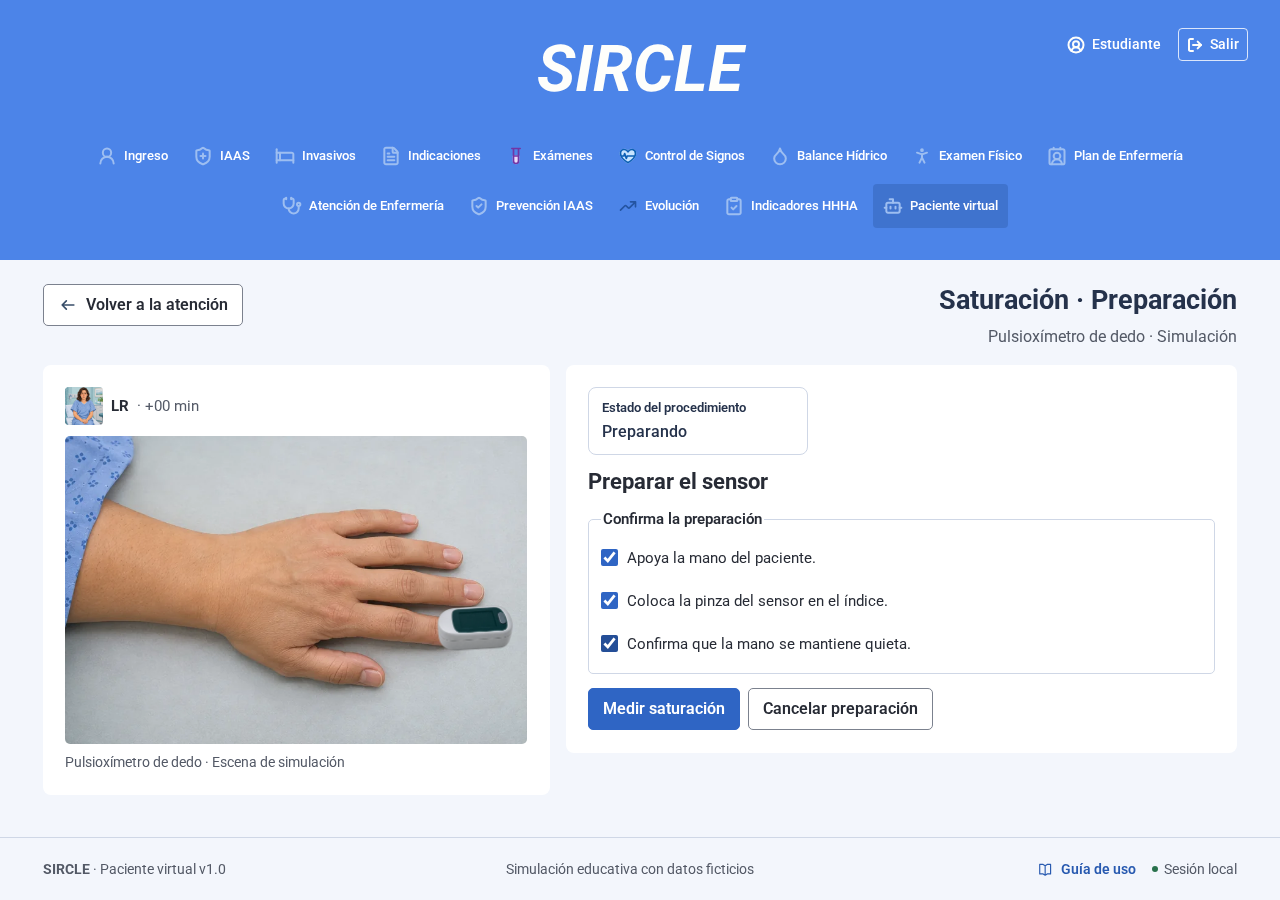 SIRCLE
Estudiante
Salir
Ingreso
IAAS
Invasivos
Indicaciones
Exámenes
Control de Signos
Balance Hídrico
Examen Físico
Plan de Enfermería
Atención de Enfermería
Prevención IAAS
Evolución
Indicadores HHHA
Paciente virtual
Volver a la atención
Saturación · Preparación
Pulsioxímetro de dedo · Simulación
LR · +00 min
Pulsioxímetro de dedo · Escena de simulación
Estado del procedimiento
Preparando
Preparar el sensor
Confirma la preparación
Apoya la mano del paciente.
Coloca la pinza del sensor en el índice.
Confirma que la mano se mantiene quieta.
Medir saturación
Cancelar preparación
SIRCLE · Paciente virtual v1.0
Simulación educativa con datos ficticios
Guía de uso
Sesión local